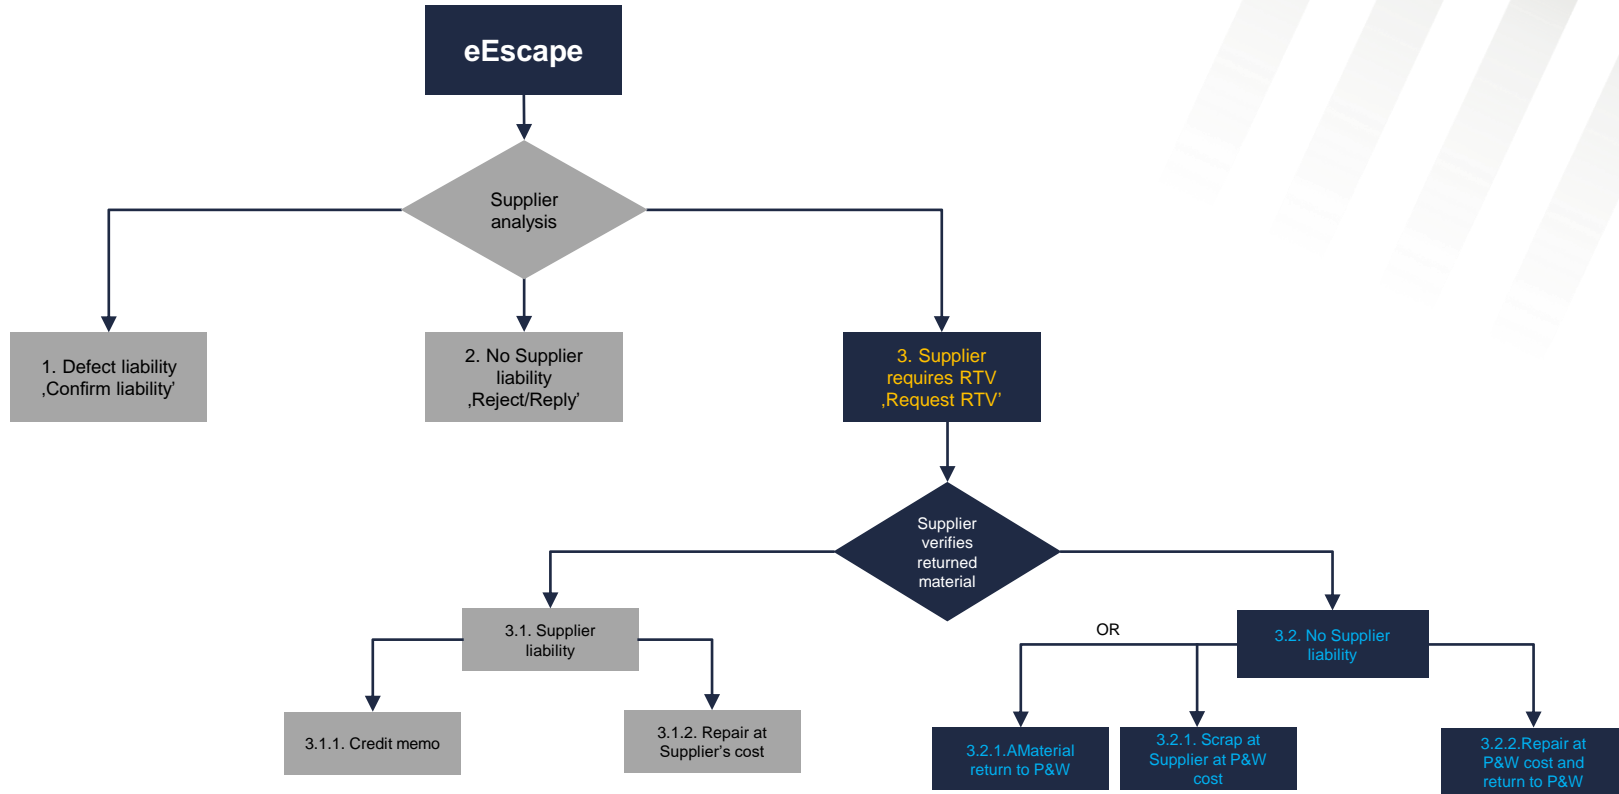 eEscape
Supplier
analysis
1. Defect liability
‚Confirm liability’
2. No Supplier
liability
‚Reject/Reply’
3. Supplier
requires RTV
‚Request RTV’
Supplier
verifies
returned
material
3.1. Supplier
liability
OR
3.2. No Supplier
liability
3.1.1. Credit memo
3.1.2. Repair at
Supplier’s cost
3.2.1.AMaterial
return to P&W
3.2.1. Scrap at
Supplier at P&W
cost
3.2.2.Repair at
P&W cost and
return to P&W